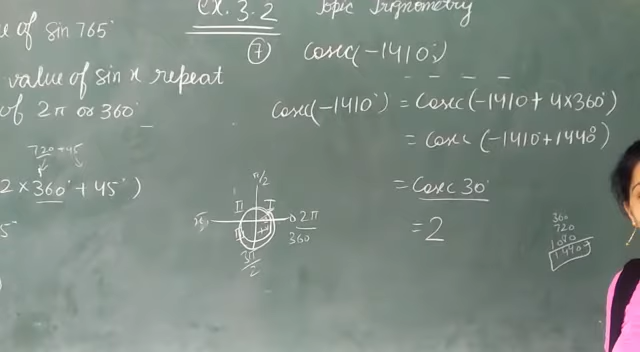 Ex. 3.2 Topic Trignometry
e of sin 765°
⑦ Cosec(-1410°)
value of sin x repeat
of 2π or 360°
Cosec(-1410°) = Cosec(-1410 + 4×360°)
= Cosec (-1410° + 1440°)
= Cosec 30°
= 2
720 + 45
2 × 360° + 45°)
5°
π/2
II I
0 2π
360
III
3π/2
360
720
1080
1440